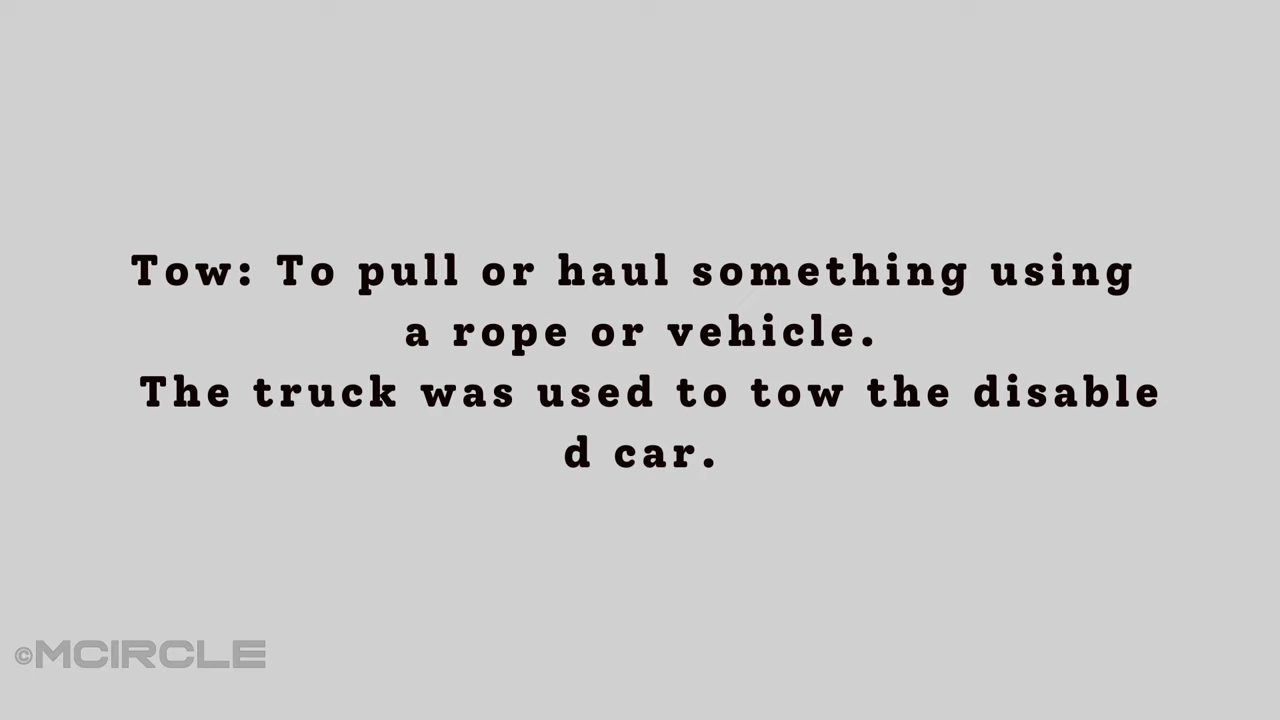 Tow: To pull or haul something using
a rope or vehicle.
The truck was used to tow the disable
d car.
©MCIRCLE